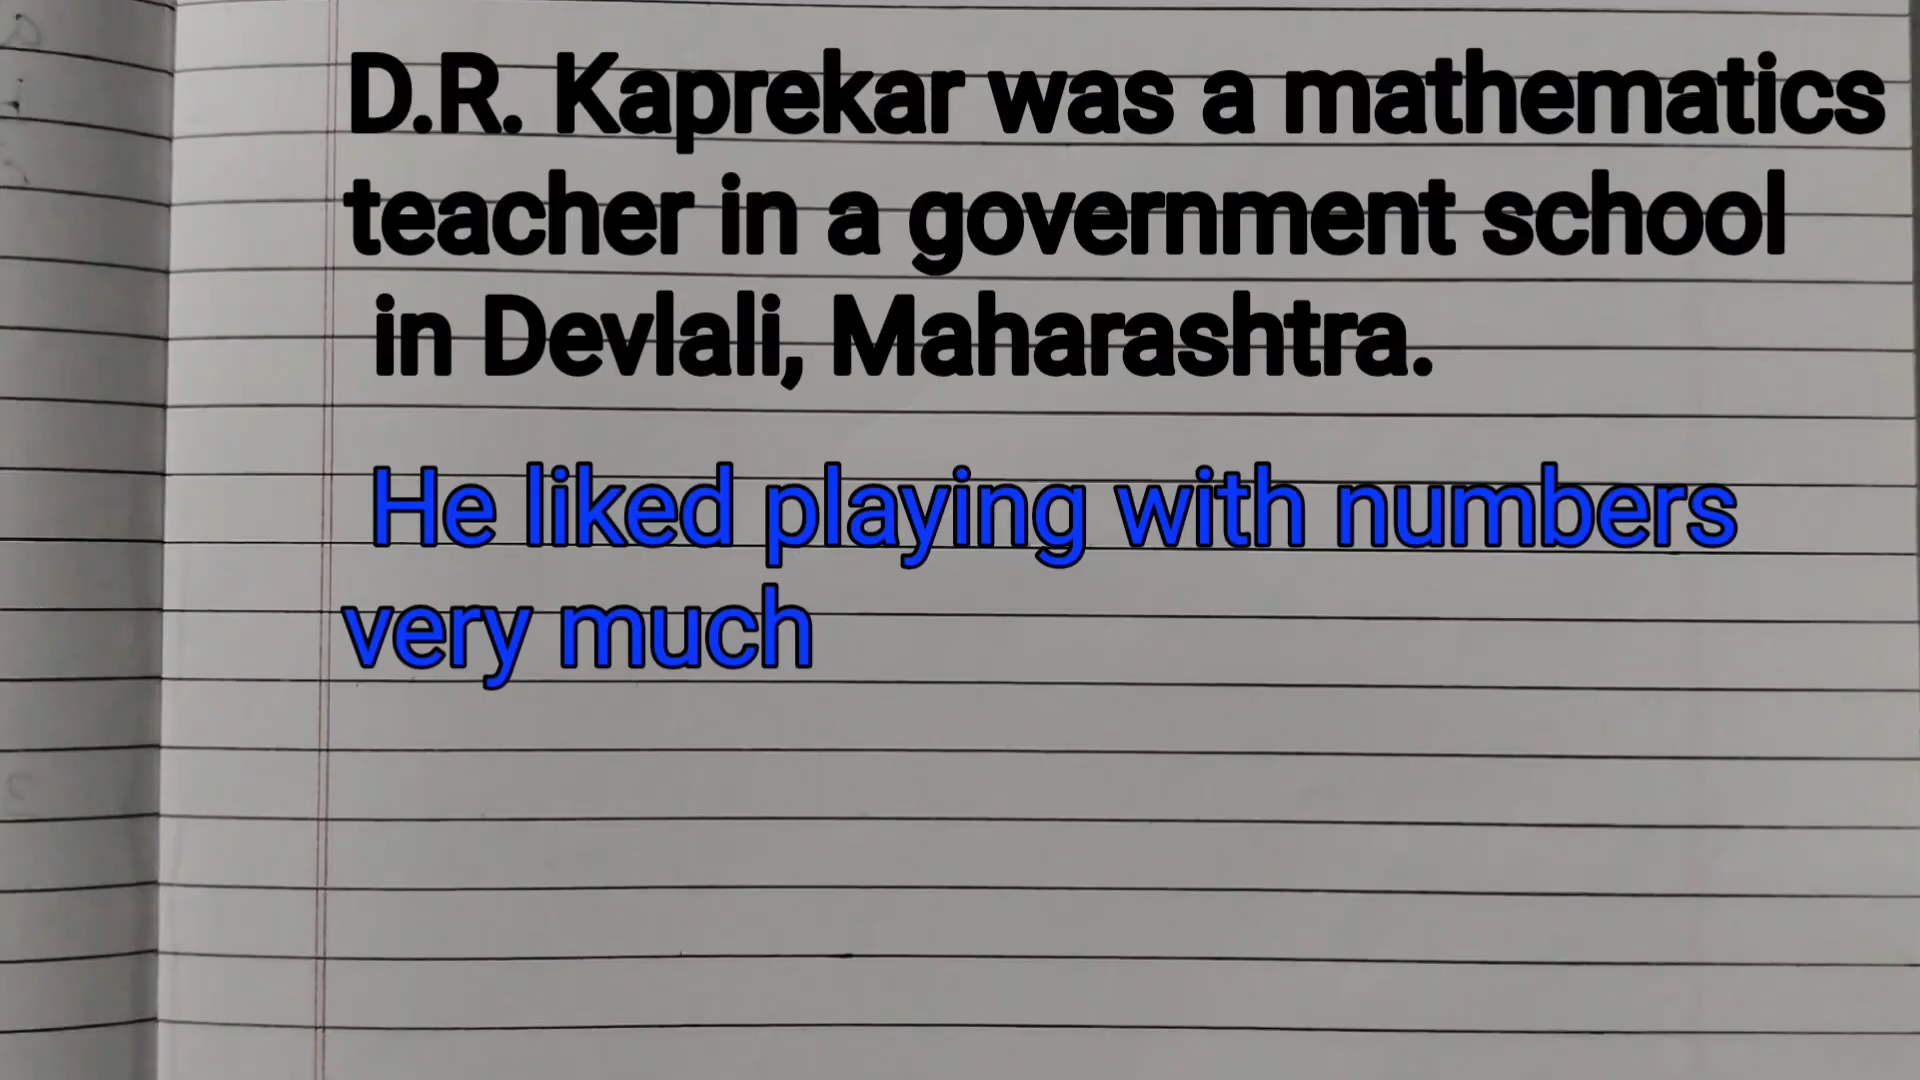 D.R. Kaprekar was a mathematics
teacher in a government school
in Devlali, Maharashtra.
He liked playing with numbers
very much